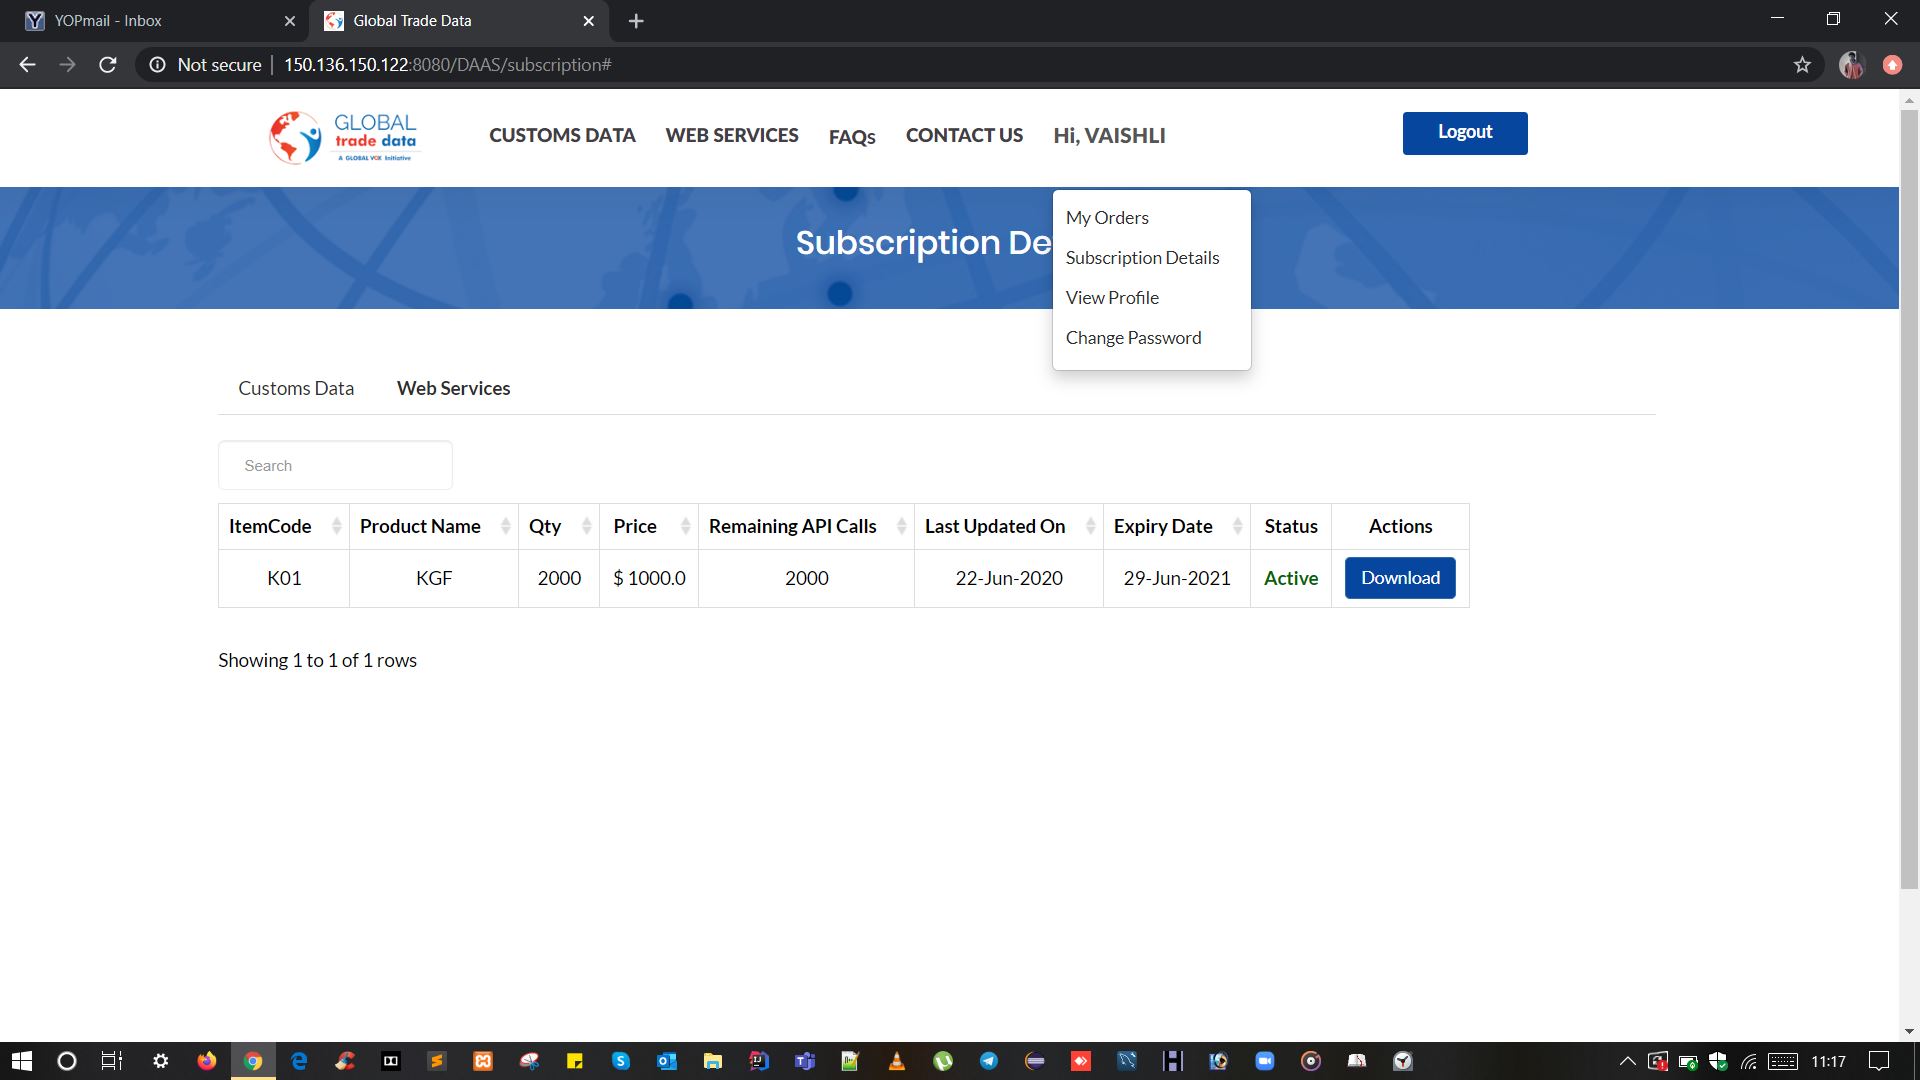 YOPmail - Inbox
Global Trade Data
Not secure
150.136.150.122:8080/DAAS/subscription#
GLOBAL
trade data
A GLOBAL VOX Initiative
CUSTOMS DATA
WEB SERVICES
FAQs
CONTACT US
Hi, VAISHLI
Logout
Subscription De
My Orders
Subscription Details
View Profile
Change Password
Customs Data
Web Services
Search
ItemCode Product Name Qty Price Remaining API Calls Last Updated On Expiry Date Status Actions
K01 KGF 2000 $ 1000.0 2000 22-Jun-2020 29-Jun-2021 Active Download
Showing 1 to 1 of 1 rows
11:17